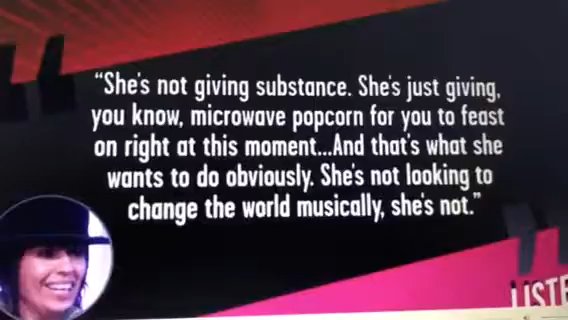 “She's not giving substance. She's just giving,
you know, microwave popcorn for you to feast
on right at this moment...And that's what she
wants to do obviously. She's not looking to
change the world musically, she's not.”